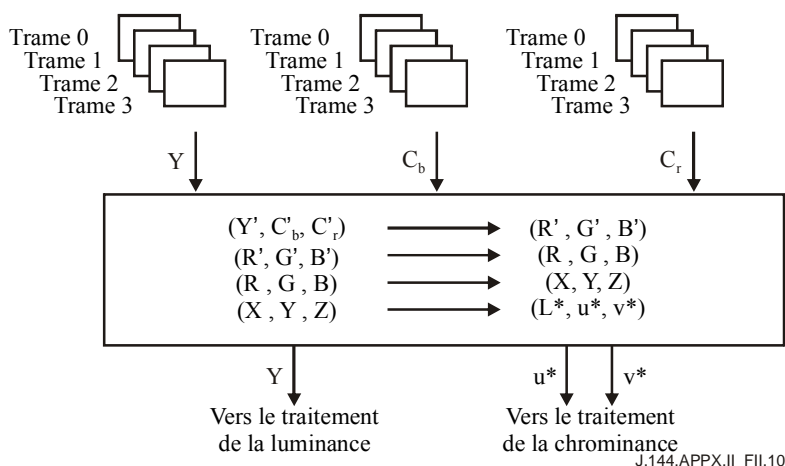 Trame 0
Trame 1
Trame 2
Trame 3
Trame 0
Trame 1
Trame 2
Trame 3
Trame 0
Trame 1
Trame 2
Trame 3
Y
C_b
C_r
(Y', C'_b, C'_r) (R' , G' , B')
(R', G', B') (R , G , B)
(R , G , B) (X, Y, Z)
(X , Y , Z) (L*, u*, v*)
Y
u*
v*
Vers le traitement
de la luminance
Vers le traitement
de la chrominance
J.144.APPX.II_FII.10